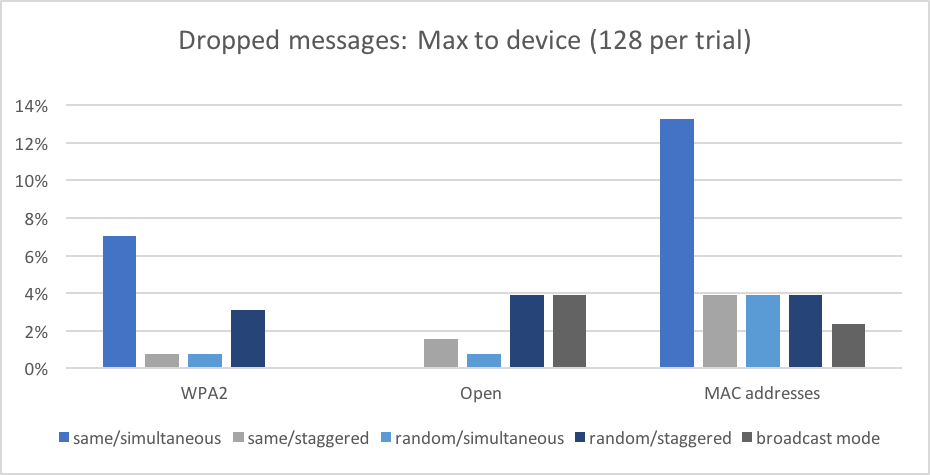 Dropped messages: Max to device (128 per trial)
14%
12%
10%
8%
6%
4%
2%
0%
WPA2 Open MAC addresses
same/simultaneous same/staggered random/simultaneous random/staggered broadcast mode